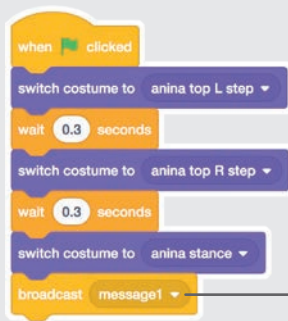 when clicked
switch costume to anina top L step
wait 0.3 seconds
switch costume to anina top R step
wait 0.3 seconds
switch costume to anina stance
broadcast message1